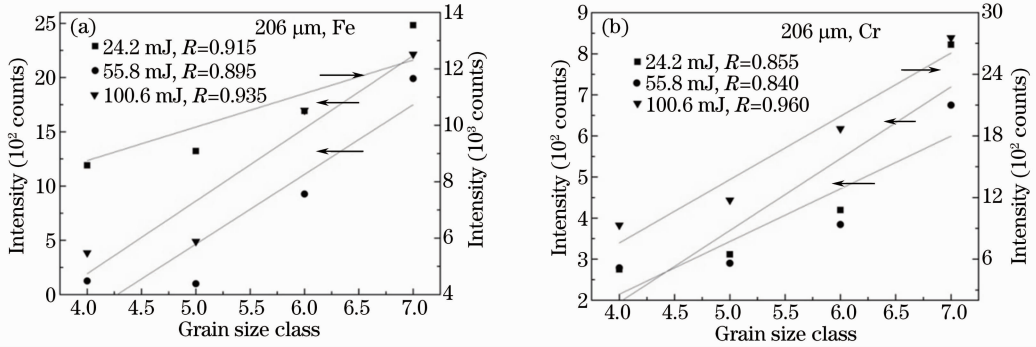 (a) 206 μm, Fe
24.2 mJ, R=0.915
55.8 mJ, R=0.895
100.6 mJ, R=0.935
Intensity (10² counts)
25
20
15
10
5
0
14
12
10
8
6
4
Intensity (10³ counts)
4.0 4.5 5.0 5.5 6.0 6.5 7.0
Grain size class
(b) 206 μm, Cr
24.2 mJ, R=0.855
55.8 mJ, R=0.840
100.6 mJ, R=0.960
Intensity (10² counts)
9
8
7
6
5
4
3
2
30
24
18
12
6
Intensity (10² counts)
4.0 4.5 5.0 5.5 6.0 6.5 7.0
Grain size class